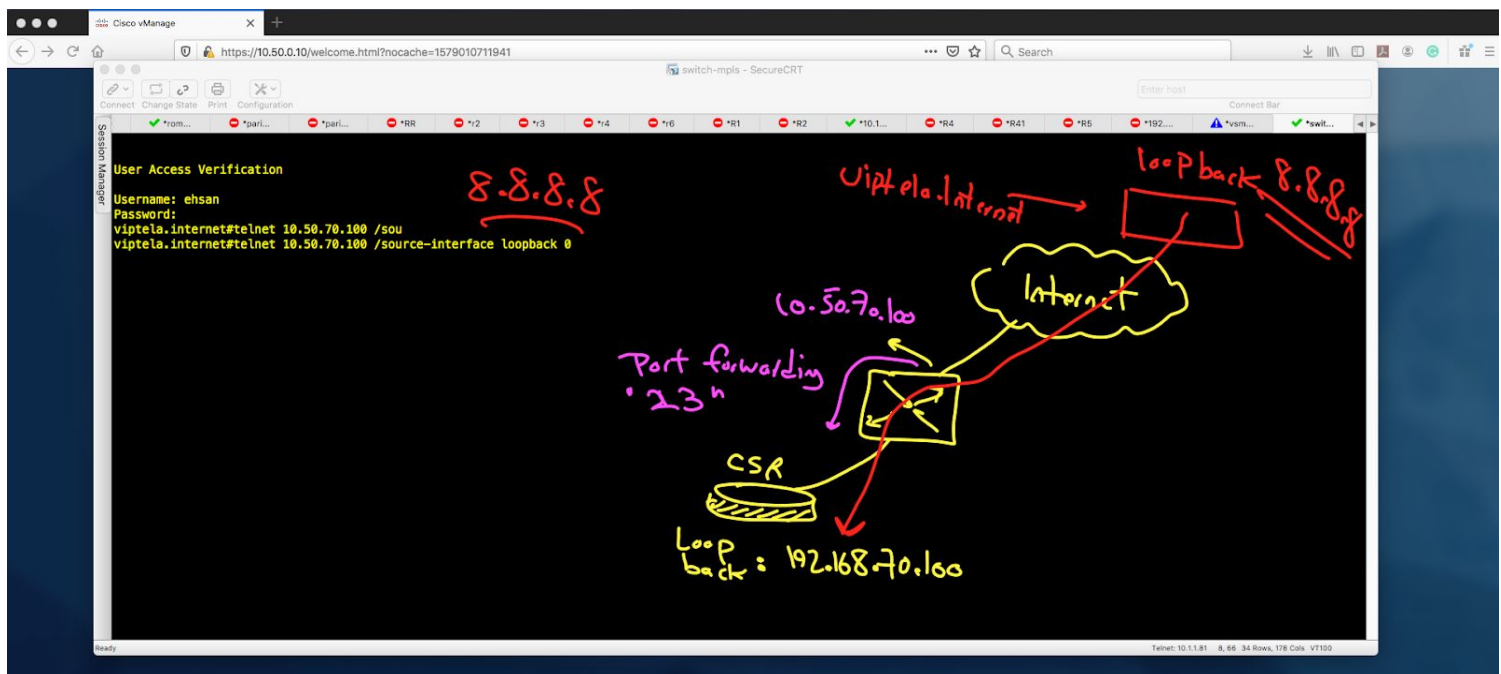 Cisco vManage
https://10.50.0.10/welcome.html?nocache=1579010711941
Search
switch-mpls - SecureCRT
Enter host
Connect Change State Print Configuration
Connect Bar
Session Manager
*rom... *pari... *pari... *RR *r2 *r3 *r4 *r6 *R1 *R2 *10.1... *R4 *R41 *R5 *192.... *vsm... *swit...
User Access Verification
Username: ehsan
Password:
viptela.internet#telnet 10.50.70.100 /sou
viptela.internet#telnet 10.50.70.100 /source-interface loopback 0
8.8.8.8
Viptela.Internet
loopback 8.8.8.8
Internet
10.50.70.100
Port forwarding
"23"
CSR
Loop
back : 192.168.70.100
Ready
Telnet: 10.1.1.81 8, 66 34 Rows, 178 Cols VT100